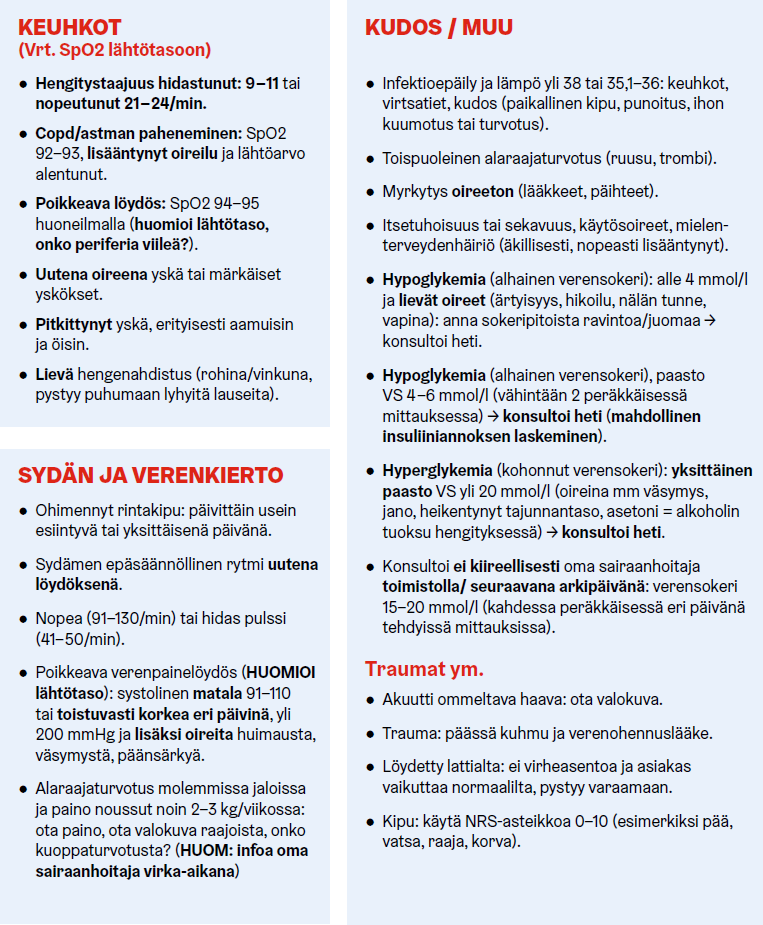 KEUHKOT
(Vrt. SpO2 lähtötasoon)
● Hengitystaajuus hidastunut: 9–11 tai
nopeutunut 21–24/min.
● Copd/astman paheneminen: SpO2
92–93, lisääntynyt oireilu ja lähtöarvo
alentunut.
● Poikkeava löydös: SpO2 94–95
huoneilmalla (huomioi lähtötaso,
onko periferia viileä?).
● Uutena oireena yskä tai märkäiset
yskökset.
● Pitkittynyt yskä, erityisesti aamuisin
ja öisin.
● Lievä hengenahdistus (rohina/vinkuna,
pystyy puhumaan lyhyitä lauseita).
SYDÄN JA VERENKIERTO
● Ohimennyt rintakipu: päivittäin usein
esiintyvä tai yksittäisenä päivänä.
● Sydämen epäsäännöllinen rytmi uutena
löydöksenä.
● Nopea (91–130/min) tai hidas pulssi
(41–50/min).
● Poikkeava verenpainelöydös (HUOMIOI
lähtötaso): systolinen matala 91–110
tai toistuvasti korkea eri päivinä, yli
200 mmHg ja lisäksi oireita huimausta,
väsymystä, päänsärkyä.
● Alaraajaturvotus molemmissa jaloissa
ja paino noussut noin 2–3 kg/viikossa:
ota paino, ota valokuva raajoista, onko
kuoppaturvotusta? (HUOM: infoa oma
sairaanhoitaja virka-aikana)
KUDOS / MUU
● Infektioepäily ja lämpö yli 38 tai 35,1–36: keuhkot,
virtsatiet, kudos (paikallinen kipu, punoitus, ihon
kuumotus tai turvotus).
● Toispuoleinen alaraajaturvotus (ruusu, trombi).
● Myrkytys oireeton (lääkkeet, päihteet).
● Itsetuhoisuus tai sekavuus, käytösoireet, mielen-
terveydenhäiriö (äkillisesti, nopeasti lisääntynyt).
● Hypoglykemia (alhainen verensokeri): alle 4 mmol/l
ja lievät oireet (ärtyisyys, hikoilu, nälän tunne,
vapina): anna sokeripitoista ravintoa/juomaa →
konsultoi heti.
● Hypoglykemia (alhainen verensokeri), paasto
VS 4–6 mmol/l (vähintään 2 peräkkäisessä
mittauksessa) → konsultoi heti (mahdollinen
insuliiniannoksen laskeminen).
● Hyperglykemia (kohonnut verensokeri): yksittäinen
paasto VS yli 20 mmol/l (oireina mm väsymys,
jano, heikentynyt tajunnantaso, asetoni = alkoholin
tuoksu hengityksessä) → konsultoi heti.
● Konsultoi ei kiireellisesti oma sairaanhoitaja
toimistolla/ seuraavana arkipäivänä: verensokeri
15–20 mmol/l (kahdessa peräkkäisessä eri päivänä
tehdyissä mittauksissa).
Traumat ym.
● Akuutti ommeltava haava: ota valokuva.
● Trauma: päässä kuhmu ja verenohennuslääke.
● Löydetty lattialta: ei virheasentoa ja asiakas
vaikuttaa normaalilta, pystyy varaamaan.
● Kipu: käytä NRS-asteikkoa 0–10 (esimerkiksi pää,
vatsa, raaja, korva).